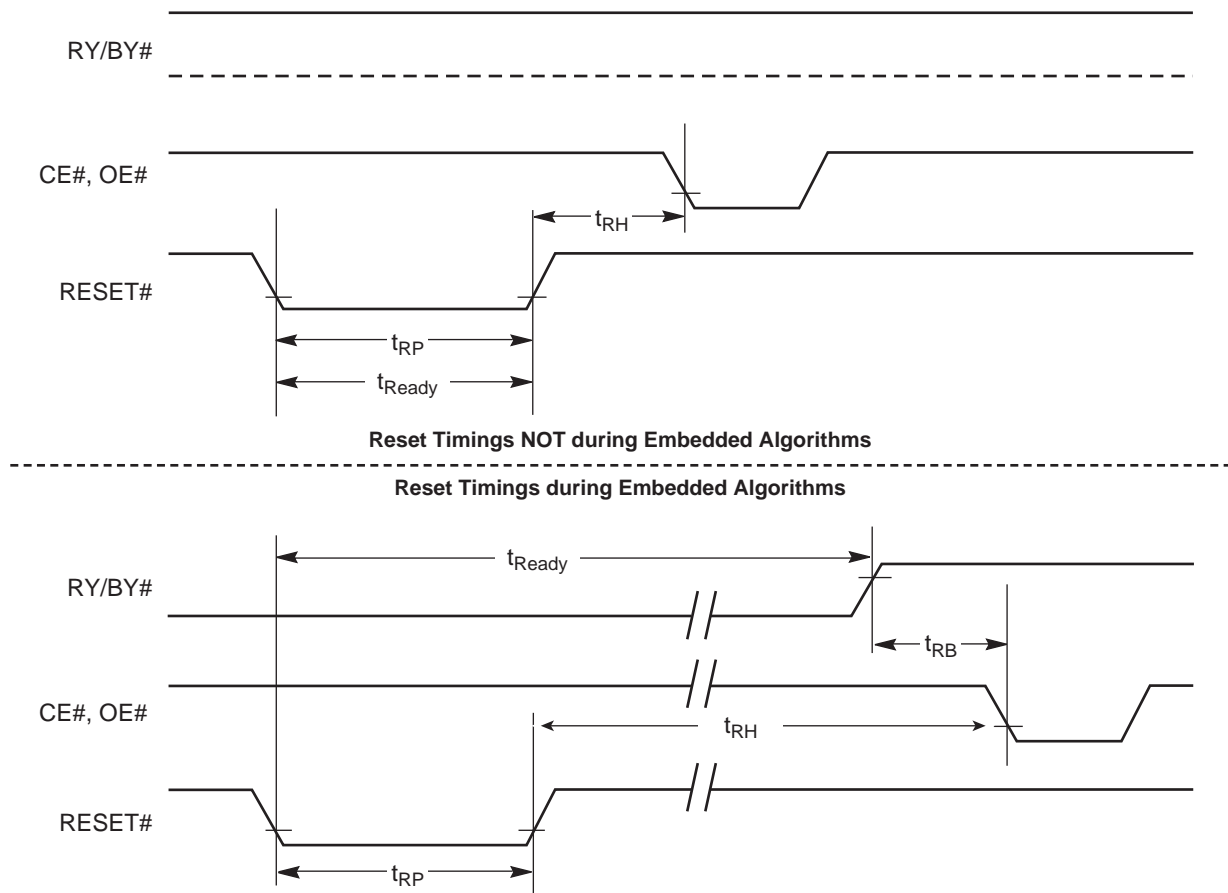 RY/BY#
CE#, OE#
tRH
RESET#
tRP
tReady
Reset Timings NOT during Embedded Algorithms
Reset Timings during Embedded Algorithms
tReady
RY/BY#
tRB
CE#, OE#
tRH
RESET#
tRP